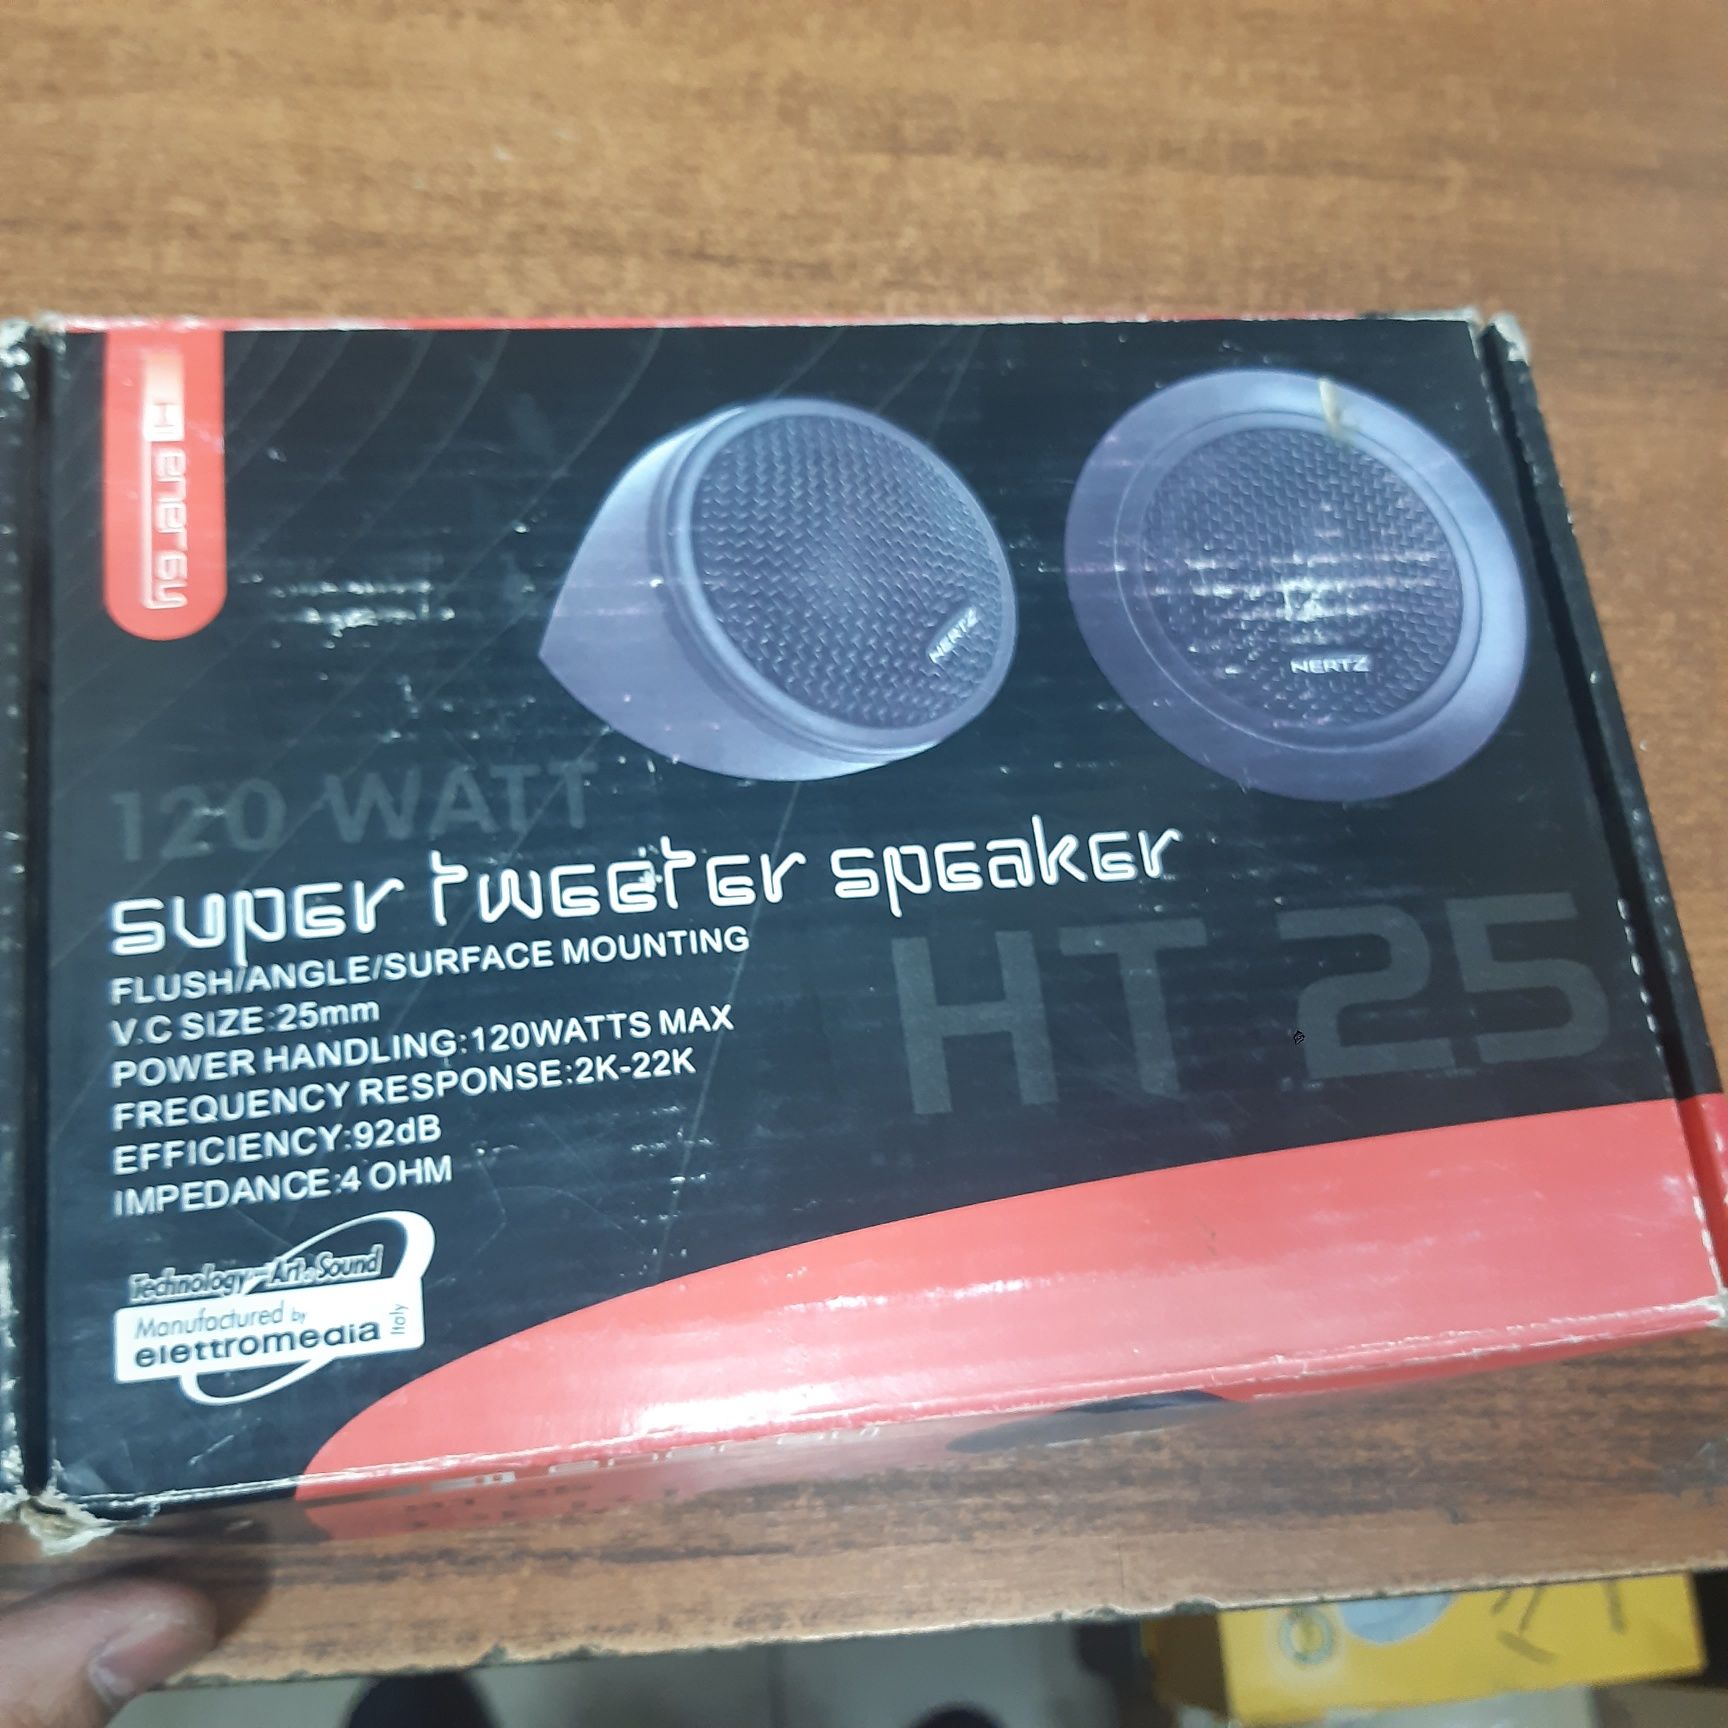 H energy
HERTZ
HERTZ
120 WATT
super tweeter speaker
HT 25
FLUSH/ANGLE/SURFACE MOUNTING
V.C SIZE:25mm
POWER HANDLING:120WATTS MAX
FREQUENCY RESPONSE:2K-22K
EFFICIENCY:92dB
IMPEDANCE:4 OHM
Technology Art Sound
Manufactured by
elettromedia Italy